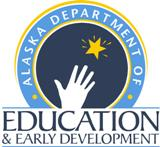 ALASKA DEPARTMENT OF
EDUCATION
& EARLY DEVELOPMENT